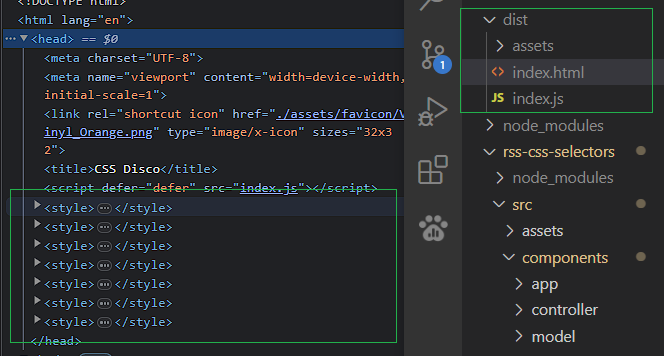 <!DOCTYPE html>
<html lang="en">
<head> == $0
<meta charset="UTF-8">
<meta name="viewport" content="width=device-width,
initial-scale=1">
<link rel="shortcut icon" href="./assets/favicon/V
inyl_Orange.png" type="image/x-icon" sizes="32x3
2">
<title>CSS Disco</title>
<script defer="defer" src="index.js"></script>
<style>…</style>
<style>…</style>
<style>…</style>
<style>…</style>
<style>…</style>
<style>…</style>
<style>…</style>
</head>
1
dist
assets
<> index.html
JS index.js
node_modules
rss-css-selectors
node_modules
src
assets
components
app
controller
model